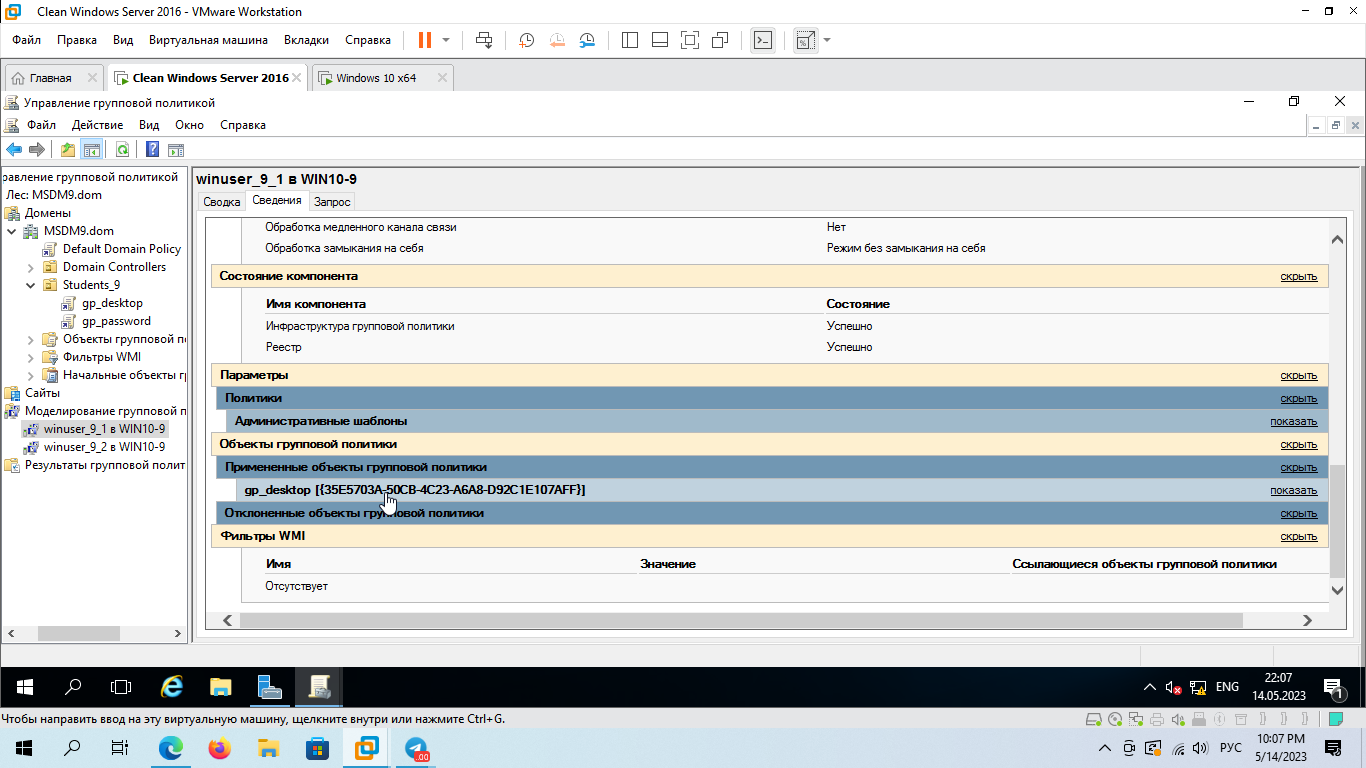 Clean Windows Server 2016 - VMware Workstation
Файл Правка Вид Виртуальная машина Вкладки Справка
Главная Clean Windows Server 2016 Windows 10 x64
Управление групповой политикой
Файл Действие Вид Окно Справка
равление групповой политикой
Лес: MSDM9.dom
Домены
MSDM9.dom
Default Domain Policy
Domain Controllers
Students_9
gp_desktop
gp_password
Объекты групповой п
Фильтры WMI
Начальные объекты гр
Сайты
Моделирование групповой п
winuser_9_1 в WIN10-9
winuser_9_2 в WIN10-9
Результаты групповой полит
winuser_9_1 в WIN10-9
Сводка Сведения Запрос
Обработка медленного канала связи Нет
Обработка замыкания на себя Режим без замыкания на себя
Состояние компонента скрыть
Имя компонента Состояние
Инфраструктура групповой политики Успешно
Реестр Успешно
Параметры скрыть
Политики скрыть
Административные шаблоны показать
Объекты групповой политики скрыть
Примененные объекты групповой политики скрыть
gp_desktop [{35E5703A-50CB-4C23-A6A8-D92C1E107AFF}] показать
Отклоненные объекты групповой политики скрыть
Фильтры WMI скрыть
Имя Значение Ссылающиеся объекты групповой политики
Отсутствует
ENG 22:07
14.05.2023
1
Чтобы направить ввод на эту виртуальную машину, щелкните внутри или нажмите Ctrl+G.
.00
РУС 10:07 PM
5/14/2023